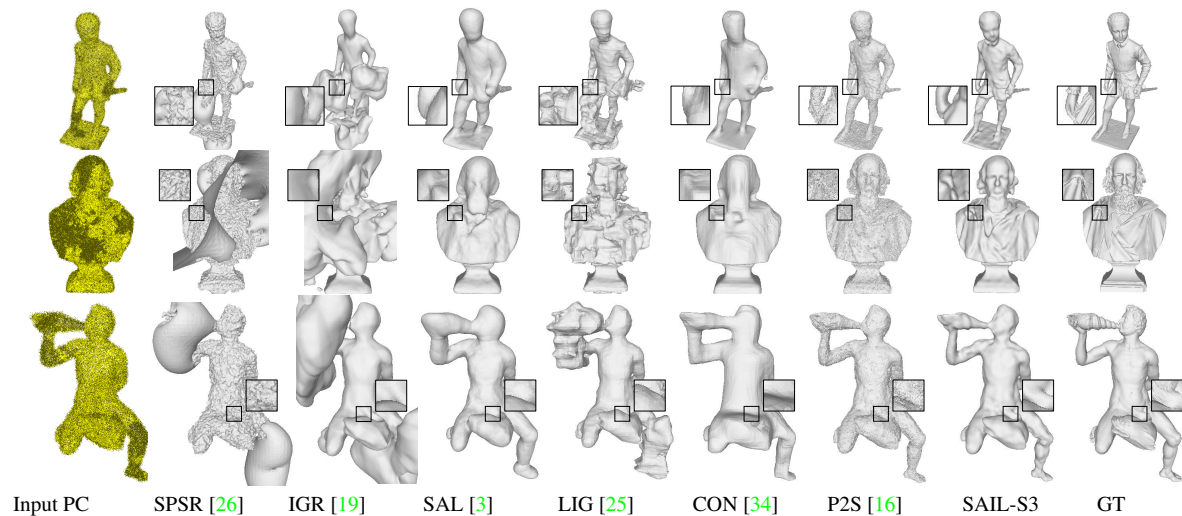 Input PC SPSR [26] IGR [19] SAL [3] LIG [25] CON [34] P2S [16] SAIL-S3 GT